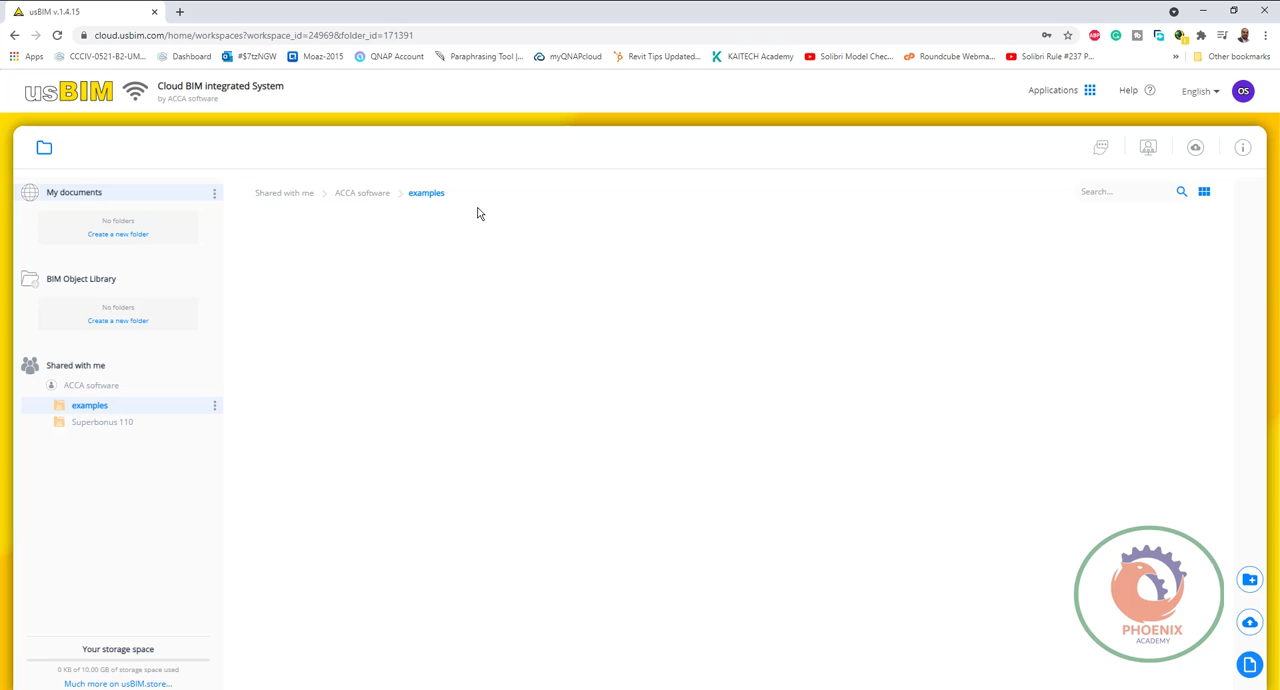 usBIM v.1.4.15
cloud.usbim.com/home/workspaces?workspace_id=24969&folder_id=171391
Apps
CCCIV-0521-B2-UM...
Dashboard
#$7tzNGW
Moaz-2015
QNAP Account
Paraphrasing Tool |...
myQNAPcloud
Revit Tips Updated...
KAITECH Academy
Solibri Model Chec...
Roundcube Webma...
Solibri Rule #237 P...
»
Other bookmarks
usBIM
Cloud BIM integrated System
by ACCA software
Applications
Help
English
OS
My documents
No folders
Create a new folder
BIM Object Library
No folders
Create a new folder
Shared with me
ACCA software
examples
Superbonus 110
Shared with me > ACCA software > examples
Search...
Your storage space
0 KB of 10.00 GB of storage space used
Much more on usBIM.store...
PHOENIX
ACADEMY